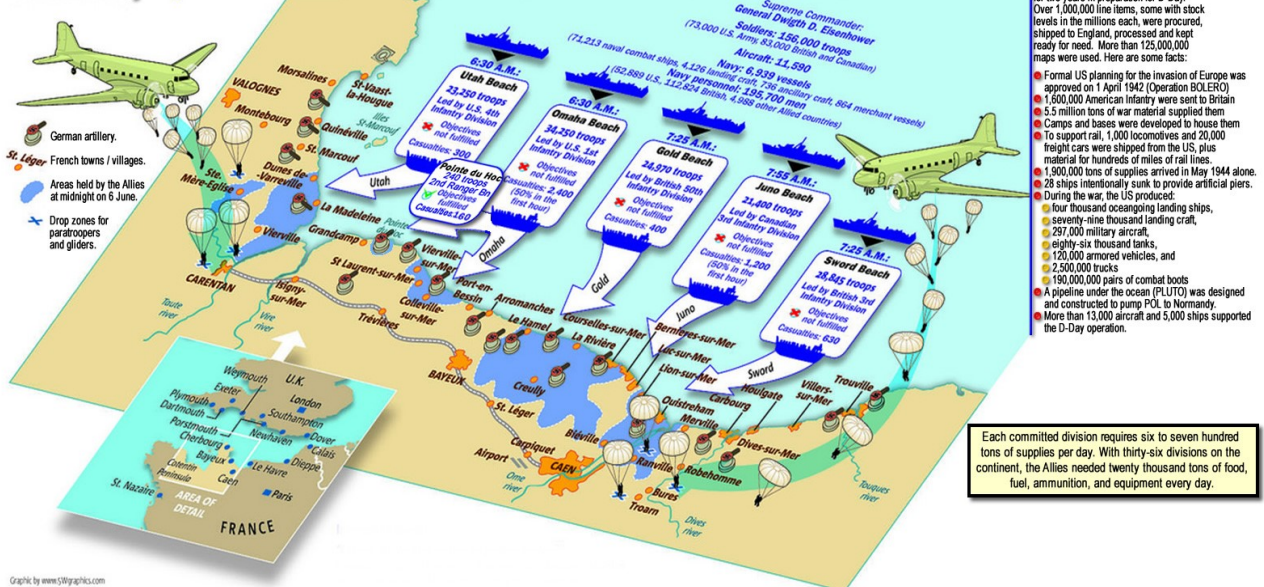 Supreme Commander:
General Dwigth D. Eisenhower
Soldiers: 156,000 troops
(73,000 U.S. Army, 83,000 British and Canadian)
Aircraft: 11,590
Navy: 6,939 vessels
(71,213 naval combat ships, 4,126 landing craft, 736 ancillary craft, 864 merchant vessels)
Navy personnel: 195,700 men
(52,889 U.S., 112,824 British, 4,988 other Allied countries)
Over 1,000,000 line items, some with stock
levels in the millions each, were procured,
shipped to England, processed and kept
ready for need. More than 125,000,000
maps were used. Here are some facts:
Formal US planning for the invasion of Europe was
approved on 1 April 1942 (Operation BOLERO)
1,600,000 American Infantry were sent to Britain
5.5 million tons of war material supplied them
Camps and bases were developed to house them
To support rail, 1,000 locomotives and 20,000
freight cars were shipped from the US, plus
material for hundreds of miles of rail lines.
1,900,000 tons of supplies arrived in May 1944 alone.
28 ships intentionally sunk to provide artificial piers.
During the war, the US produced:
four thousand oceangoing landing ships,
seventy-nine thousand landing craft,
297,000 military aircraft,
eighty-six thousand tanks,
120,000 armored vehicles, and
2,500,000 trucks
190,000,000 pairs of combat boots
A pipeline under the ocean (PLUTO) was designed
and constructed to pump POL to Normandy.
More than 13,000 aircraft and 5,000 ships supported
the D-Day operation.
German artillery.
St. Léger
French towns / villages.
Areas held by the Allies
at midnight on 6 June.
Drop zones for
paratroopers
and gliders.
6:30 A.M.:
Utah Beach
23,250 troops
Led by U.S. 4th
Infantry Division
Objectives
not fulfilled
Casualties: 300
Pointe du Hoc
240 troops
2nd Ranger Bn
Objectives
fulfilled
Casualties:160
6:30 A.M.:
Omaha Beach
34,250 troops
Led by U.S. 1st
Infantry Division
Objectives
not fulfilled
Casualties: 2,400
(50% in the
first hour)
7:25 A.M.:
Gold Beach
24,970 troops
Led by British 50th
Infantry Division
Objectives
not fulfilled
Casualties: 400
7:55 A.M.:
Juno Beach
21,400 troops
Led by Canadian
3rd Infantry Division
Objectives
not fulfilled
Casualties: 1,200
(50% in the
first hour)
7:25 A.M.
Sword Beach
28,845 troops
Led by British 3rd
Infantry Division
Objectives
not fulfilled
Casualties: 630
Utah
Omaha
Gold
Juno
Sword
Morsalines
St-Vaast-
la-Hougue
VALOGNES
Iles
St-Marcouf
Montebourg
Quinéville
St. Marcouf
Dunes de
-Varreville
Ste.
Mère-Eglise
La Madeleine
Vierville
Grandcamp
Vierville-
sur-Mer
St Laurent-sur-Mer
Colleville-
sur-Mer
Port-en-
Bessin
Arromanches
Le Hamel
Courselles-sur-Mer
La Rivière
Bernières-sur-Mer
Luc-sur-Mer
Lion-sur-Mer
Ouistreham
Merville
Cabourg
Houlgate
Villers-
sur-Mer
Trouville
Dives-sur-Mer
CARENTAN
Isigny-
sur-Mer
Taute
river
Vire
river
Trévières
BAYEUX
Creully
St. Léger
Carpiquet
Airport
Biéville
CAEN
Orne
river
Ranville
Robehomme
Bures
Troarn
Dives
river
Touques
river
Weymouth
U.K.
Exeter
London
Plymouth
Dartmouth
Southampton
Portsmouth
Newhaven
Dover
Cherbourg
Calais
Bayeux
Le Havre
Dieppe
Cotentin
Peninsula
Caen
St. Nazaire
AREA OF
DETAIL
Paris
FRANCE
Each committed division requires six to seven hundred
tons of supplies per day. With thirty-six divisions on the
continent, the Allies needed twenty thousand tons of food,
fuel, ammunition, and equipment every day.
Graphic by www.SWgraphics.com